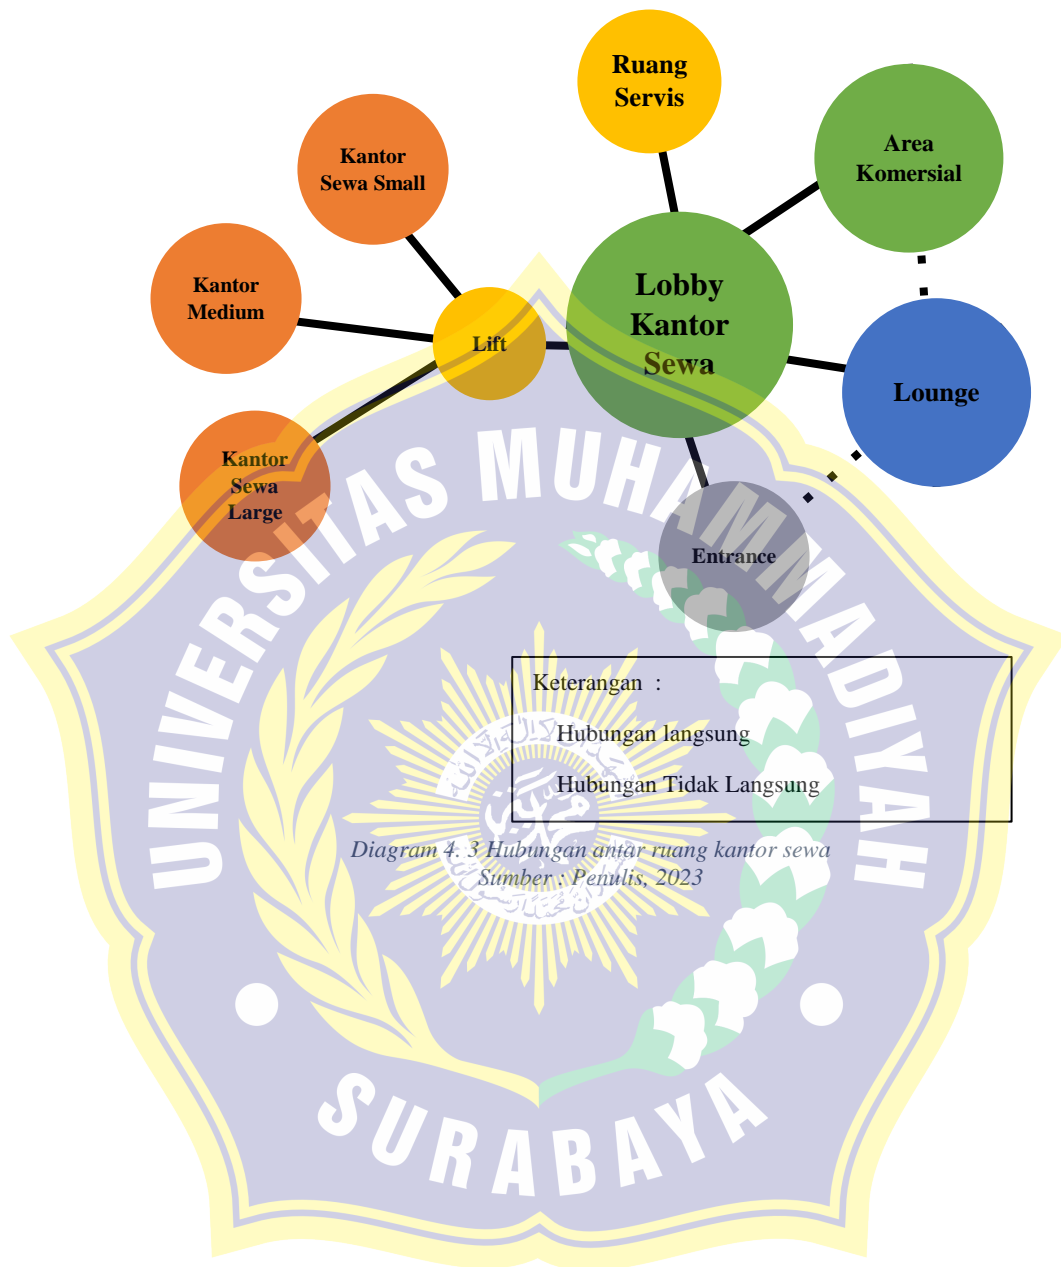 Ruang
Servis
Area
Komersial
Kantor
Sewa Small
Kantor
Medium
Lift
Lobby
Kantor
Sewa
Lounge
Kantor
Sewa
Large
Entrance
UNIVERSITAS MUHAMMADIYAH
Keterangan :
Hubungan langsung
Hubungan Tidak Langsung
Diagram 4. 3 Hubungan antar ruang kantor sewa
Sumber : Penulis, 2023
SURABAYA